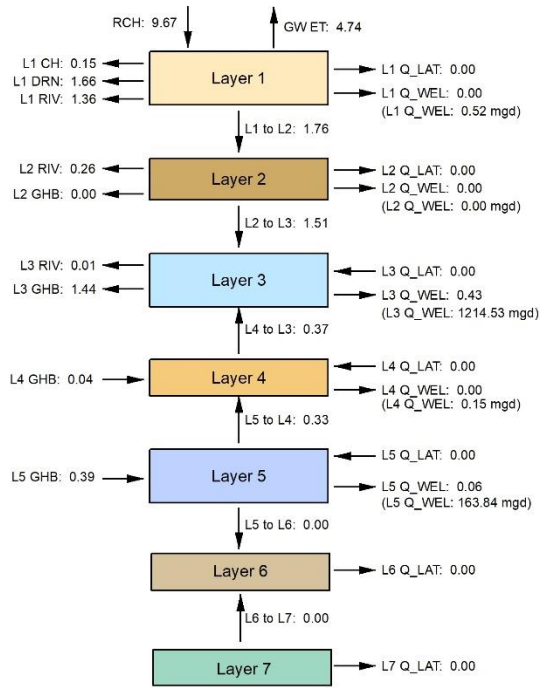 RCH: 9.67
GW ET: 4.74
L1 CH: 0.15
L1 DRN: 1.66
L1 RIV: 1.36
Layer 1
L1 Q_LAT: 0.00
L1 Q_WEL: 0.00
(L1 Q_WEL: 0.52 mgd)
L1 to L2: 1.76
L2 RIV: 0.26
L2 GHB: 0.00
Layer 2
L2 Q_LAT: 0.00
L2 Q_WEL: 0.00
(L2 Q_WEL: 0.00 mgd)
L2 to L3: 1.51
L3 RIV: 0.01
L3 GHB: 1.44
Layer 3
L3 Q_LAT: 0.00
L3 Q_WEL: 0.43
(L3 Q_WEL: 1214.53 mgd)
L4 to L3: 0.37
L4 GHB: 0.04
Layer 4
L4 Q_LAT: 0.00
L4 Q_WEL: 0.00
(L4 Q_WEL: 0.15 mgd)
L5 to L4: 0.33
L5 GHB: 0.39
Layer 5
L5 Q_LAT: 0.00
L5 Q_WEL: 0.06
(L5 Q_WEL: 163.84 mgd)
L5 to L6: 0.00
Layer 6
L6 Q_LAT: 0.00
L6 to L7: 0.00
Layer 7
L7 Q_LAT: 0.00